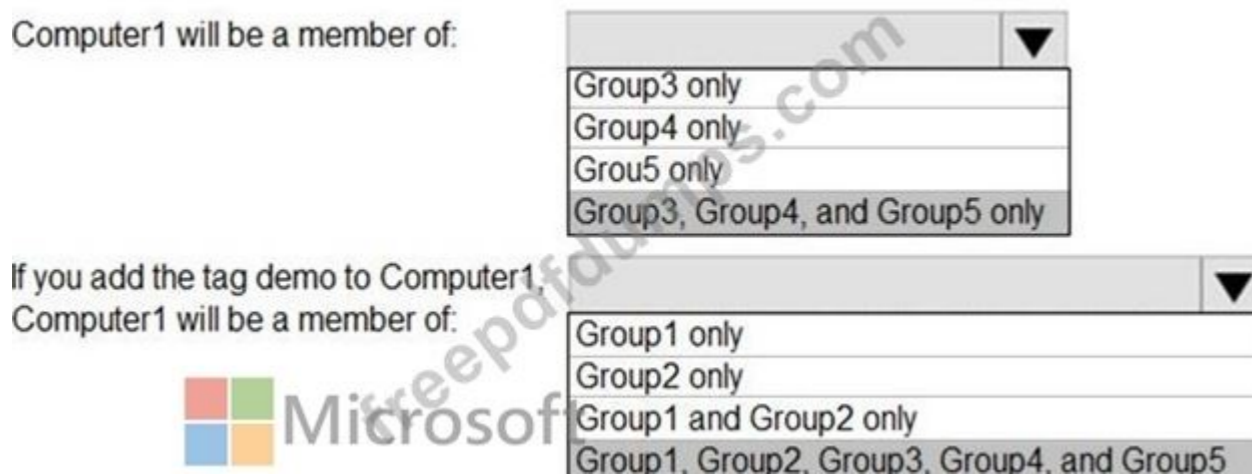 Computer1 will be a member of:
Group3 only
Group4 only
Grou5 only
Group3, Group4, and Group5 only
If you add the tag demo to Computer1,
Computer1 will be a member of:
Group1 only
Group2 only
Group1 and Group2 only
Group1, Group2, Group3, Group4, and Group5
Microsoft
freepdfdumps.com